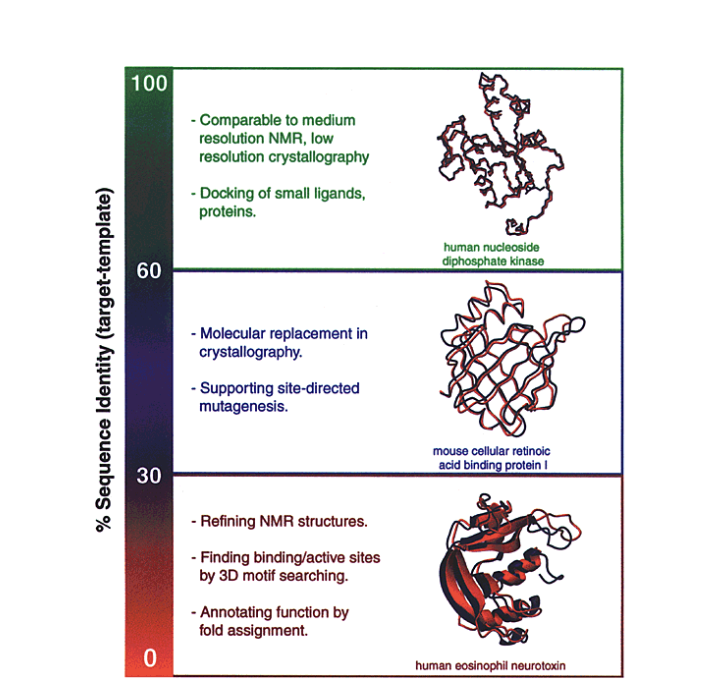 % Sequence Identity (target-template)
100
- Comparable to medium
resolution NMR, low
resolution crystallography
- Docking of small ligands,
proteins.
human nucleoside
diphosphate kinase
60
- Molecular replacement in
crystallography.
- Supporting site-directed
mutagenesis.
mouse cellular retinoic
acid binding protein I
30
- Refining NMR structures.
- Finding binding/active sites
by 3D motif searching.
- Annotating function by
fold assignment.
0
human eosinophil neurotoxin